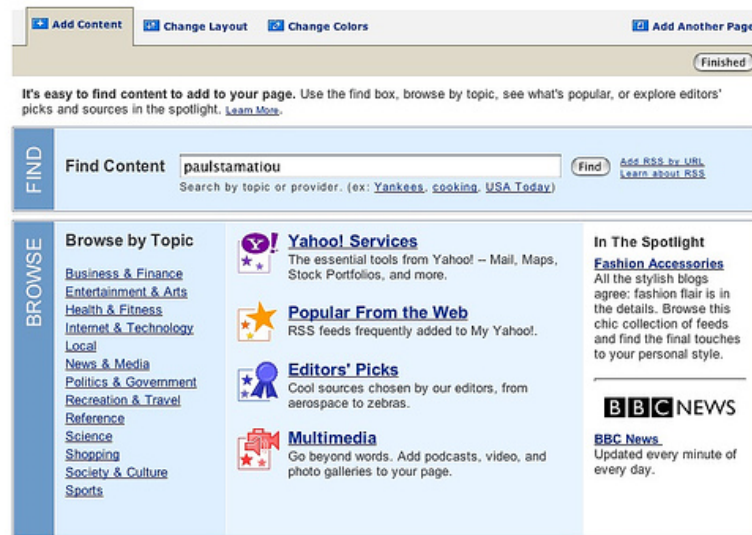 Add Content
Change Layout
Change Colors
Add Another Page
Finished
It's easy to find content to add to your page. Use the find box, browse by topic, see what's popular, or explore editors'
picks and sources in the spotlight. Learn More.
FIND
Find Content
paulstamatiou
Find
Add RSS by URL
Learn about RSS
Search by topic or provider. (ex: Yankees, cooking, USA Today)
BROWSE
Browse by Topic
Business & Finance
Entertainment & Arts
Health & Fitness
Internet & Technology
Local
News & Media
Politics & Government
Recreation & Travel
Reference
Science
Shopping
Society & Culture
Sports
Y!
Yahoo! Services
The essential tools from Yahoo! -- Mail, Maps,
Stock Portfolios, and more.
Popular From the Web
RSS feeds frequently added to My Yahoo!.
Editors' Picks
Cool sources chosen by our editors, from
aerospace to zebras.
Multimedia
Go beyond words. Add podcasts, video, and
photo galleries to your page.
In The Spotlight
Fashion Accessories
All the stylish blogs
agree: fashion flair is in
the details. Browse this
chic collection of feeds
and find the final touches
to your personal style.
BBC NEWS
BBC News
Updated every minute of
every day.